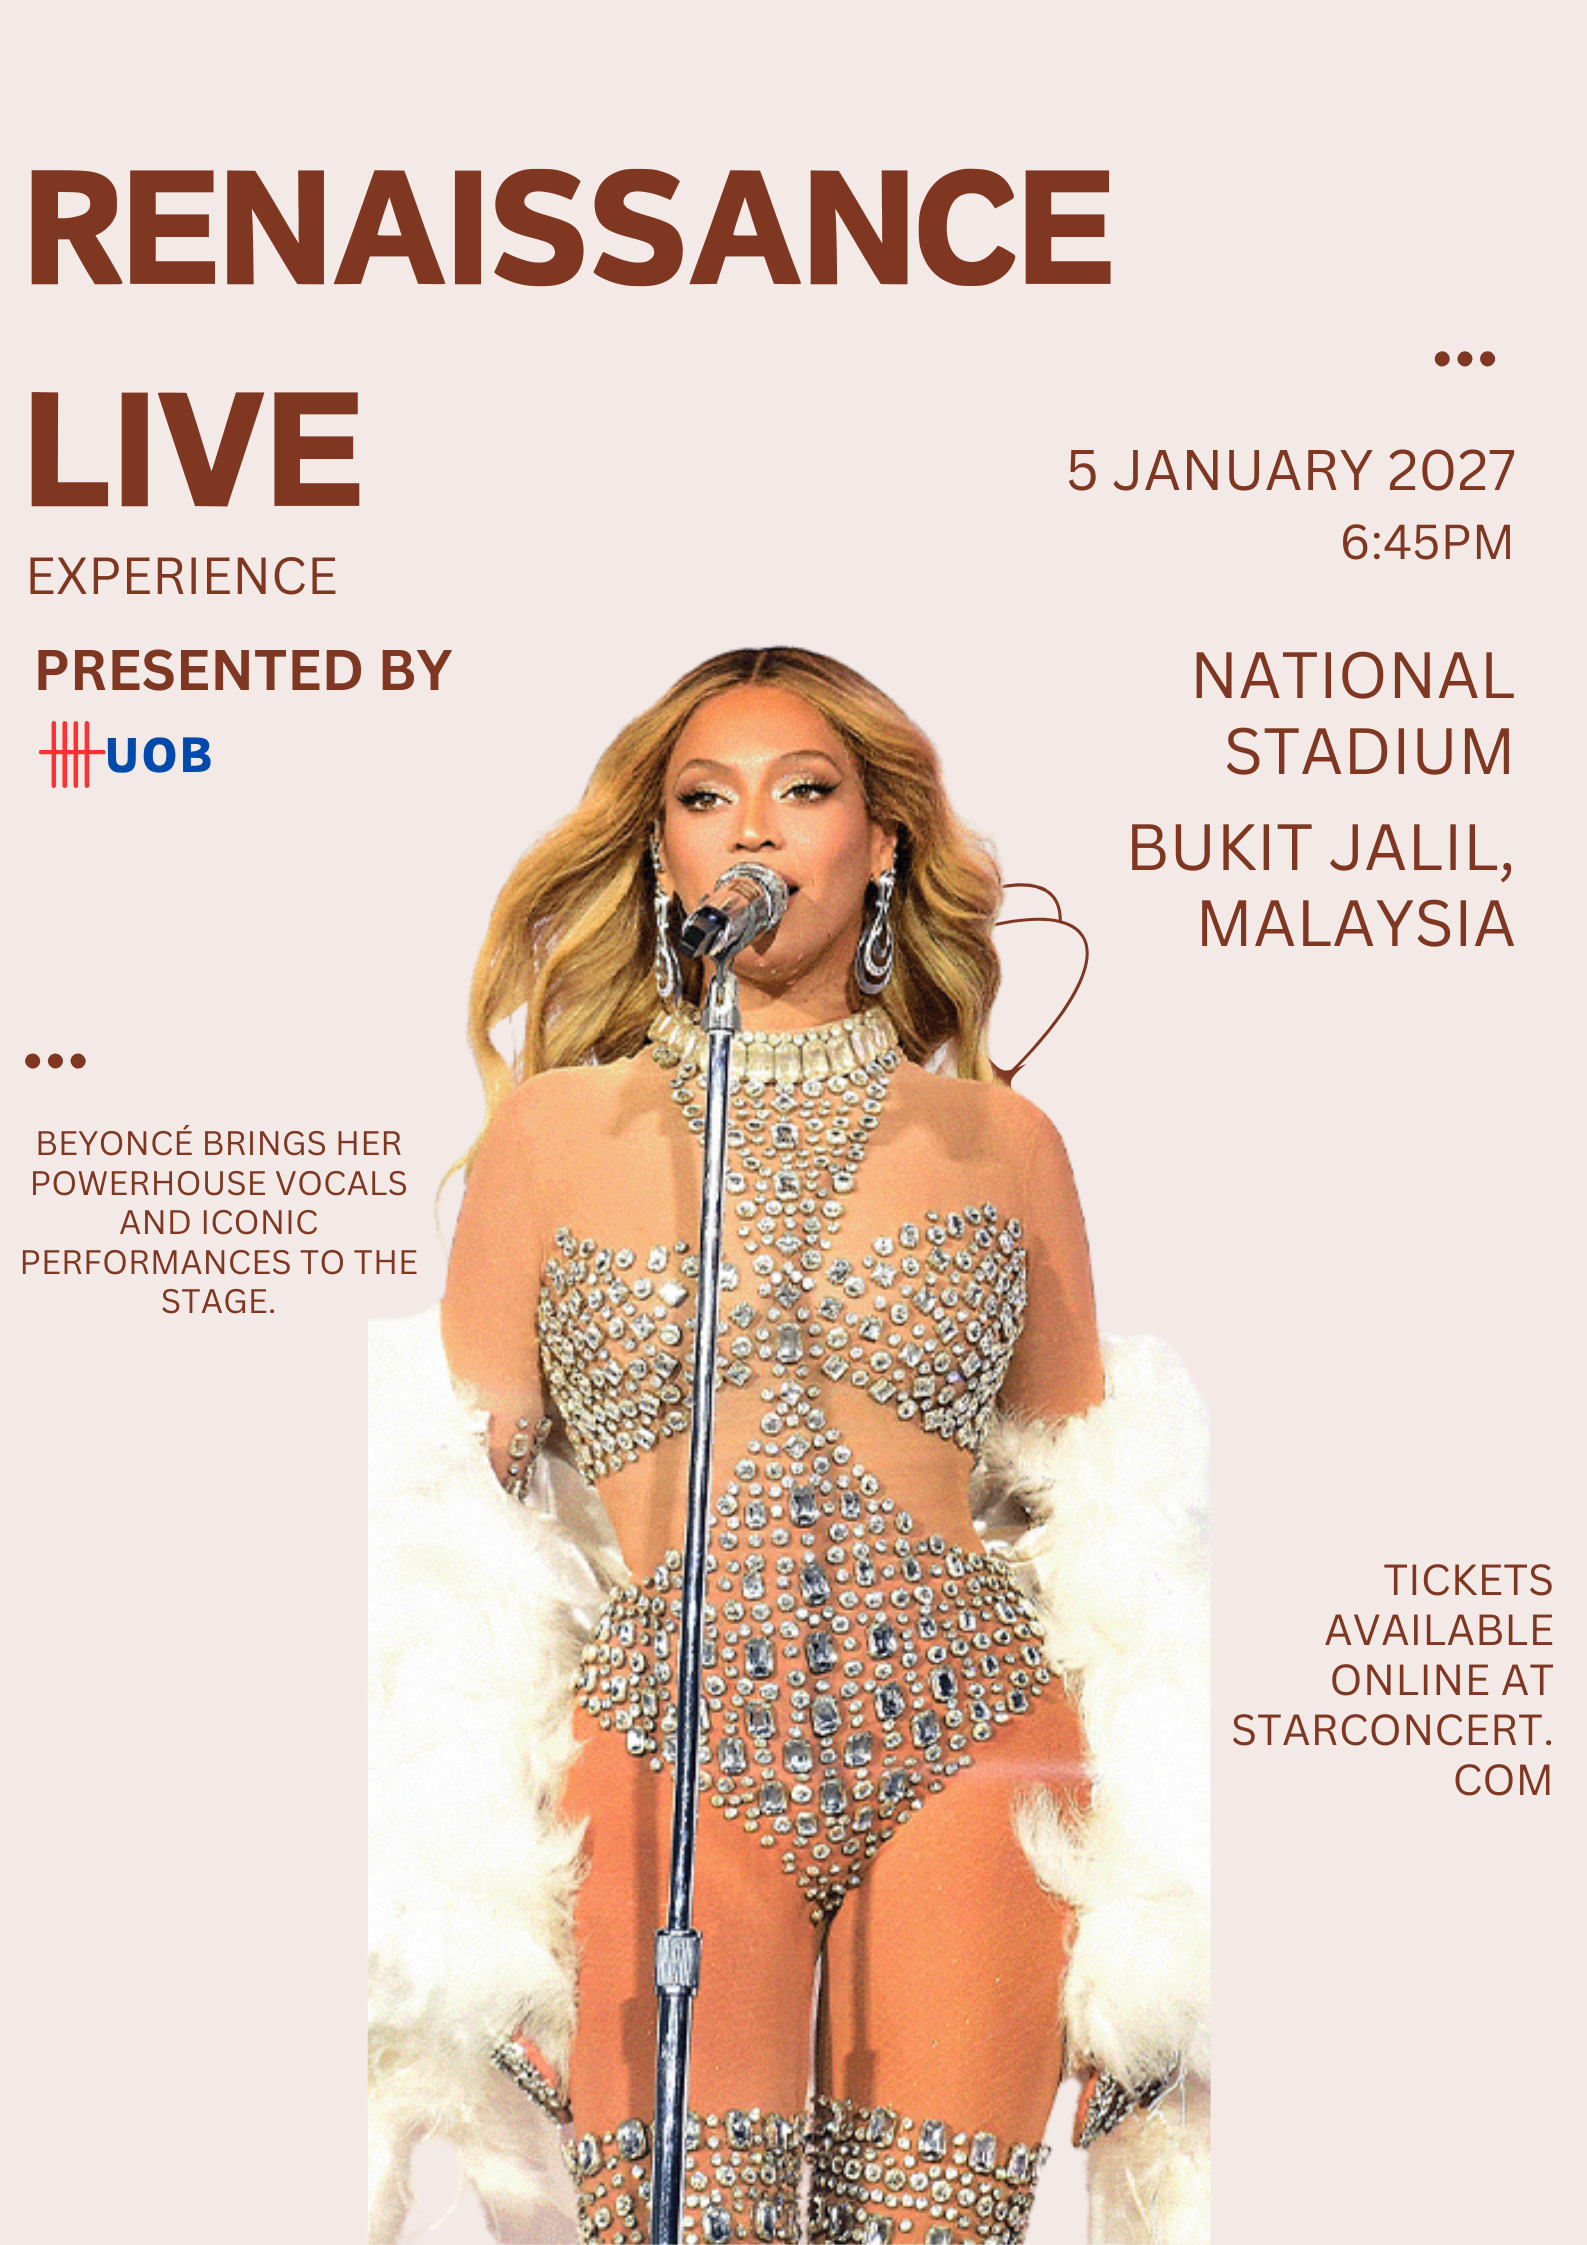 RENAISSANCE
LIVE
EXPERIENCE
PRESENTED BY
UOB
5 JANUARY 2027
6:45PM
NATIONAL
STADIUM
BUKIT JALIL,
MALAYSIA
BEYONCÉ BRINGS HER
POWERHOUSE VOCALS
AND ICONIC
PERFORMANCES TO THE
STAGE.
TICKETS
AVAILABLE
ONLINE AT
STARCONCERT.
COM